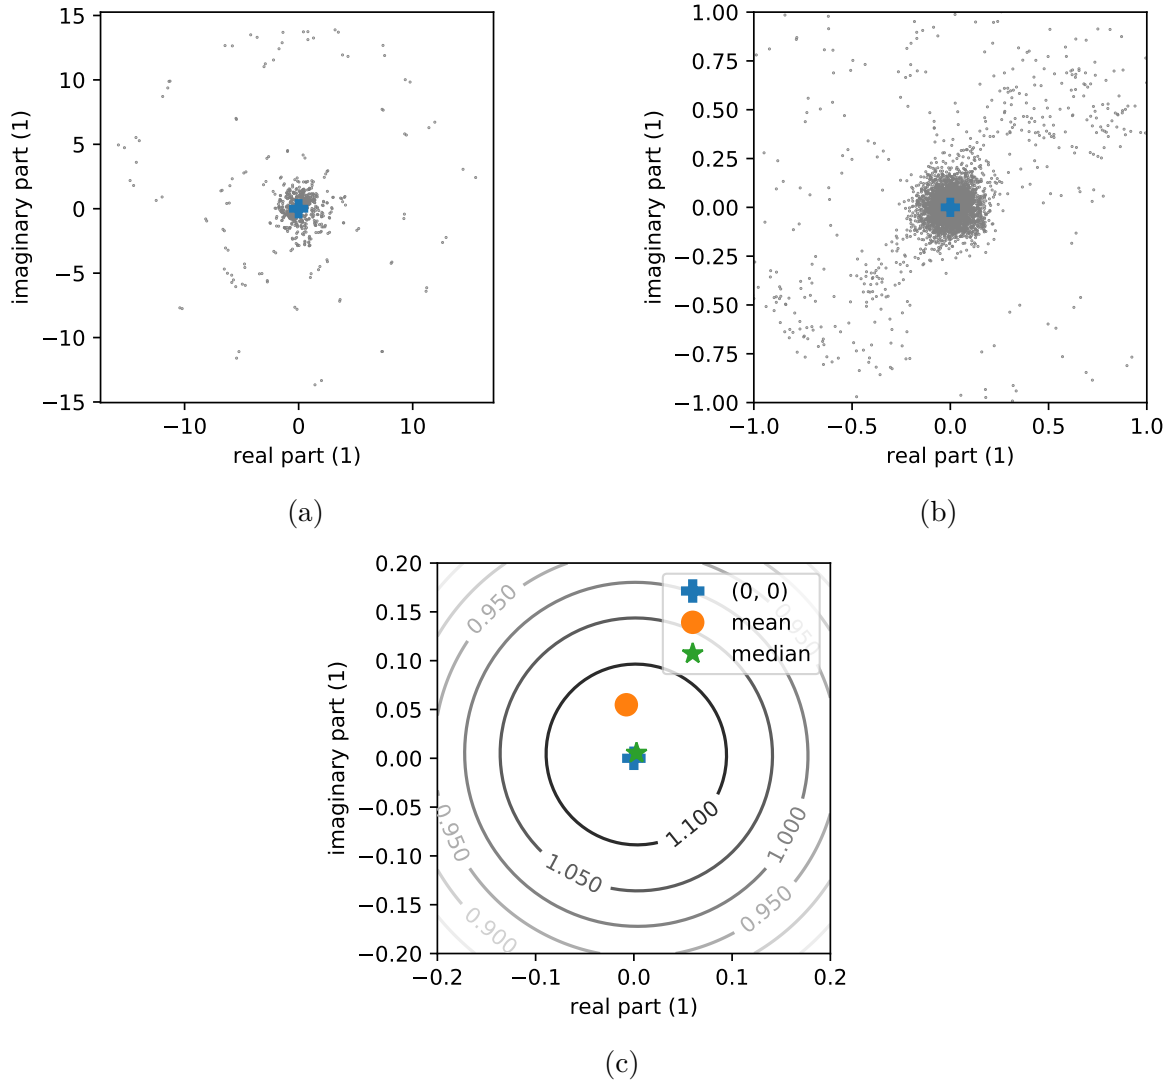 15
10
5
0
−5
−10
−15
−10 0 10
real part (1)
imaginary part (1)
(a)
1.00
0.75
0.50
0.25
0.00
−0.25
−0.50
−0.75
−1.00
−1.0 −0.5 0.0 0.5 1.0
real part (1)
imaginary part (1)
(b)
0.20
0.15
0.10
0.05
0.00
−0.05
−0.10
−0.15
−0.20
−0.2 −0.1 0.0 0.1 0.2
real part (1)
imaginary part (1)
(0, 0)
mean
median
0.950
0.950
1.100
1.000
0.950
1.050
0.950
0.900
(c)